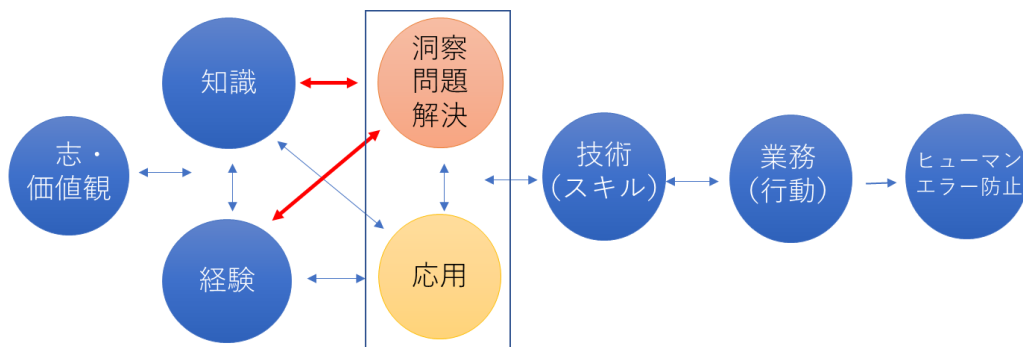 志・
価値観
知識
経験
洞察
問題
解決
応用
技術
(スキル)
業務
(行動)
ヒューマン
エラー防止